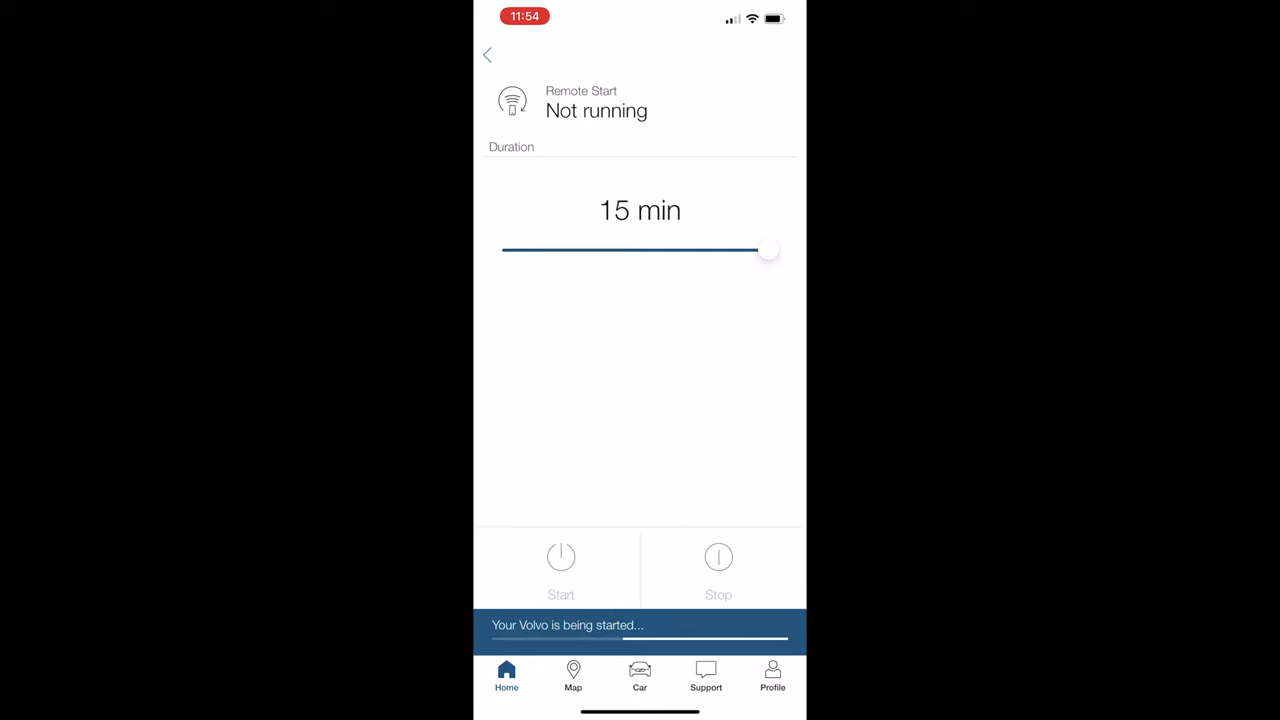 11:54
Remote Start
Not running
Duration
15 min
Start
Stop
Your Volvo is being started...
Home
Map
Car
Support
Profile